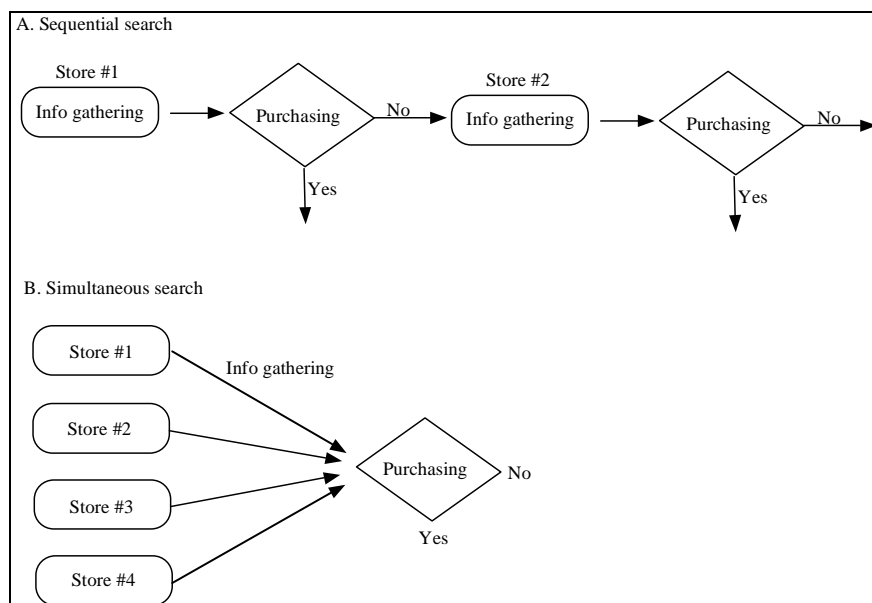 A. Sequential search
Store #1
Store #2
Info gathering
Purchasing
No
Info gathering
Purchasing
No
Yes
Yes
B. Simultaneous search
Store #1
Info gathering
Store #2
Purchasing
No
Store #3
Yes
Store #4